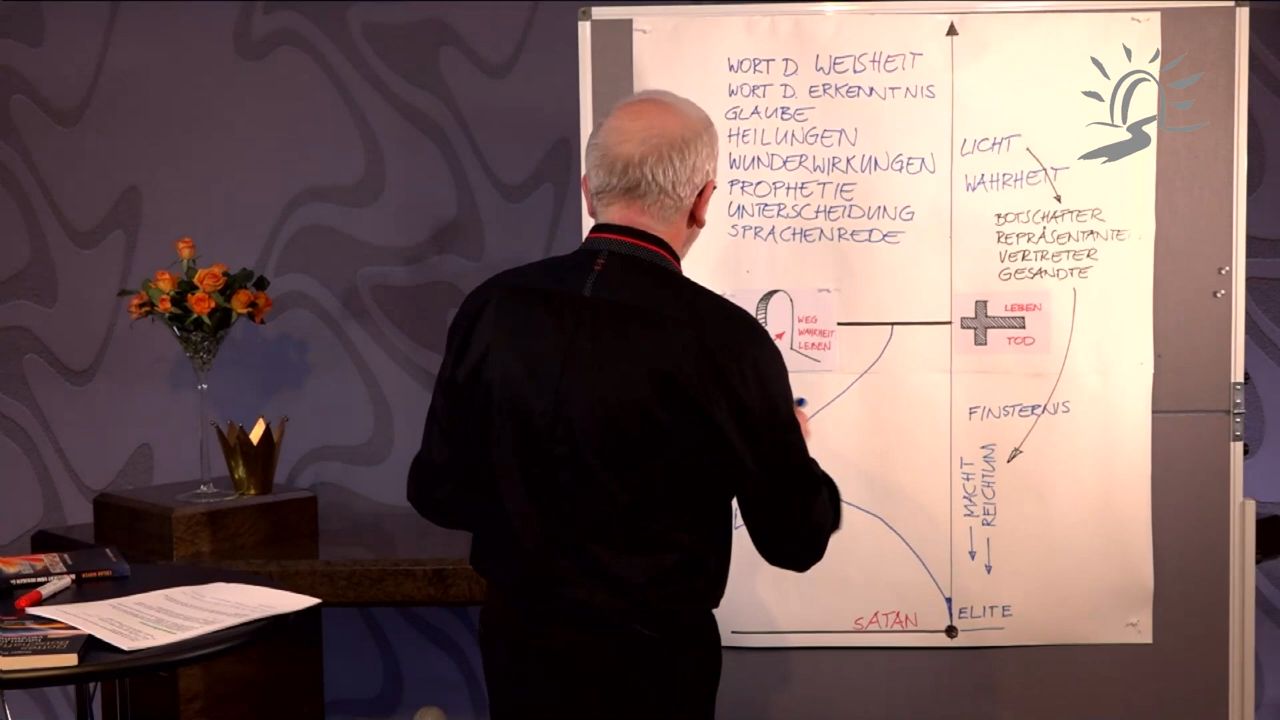 WORT D. WEISHEIT
WORT D. ERKENNTNIS
GLAUBE
HEILUNGEN
WUNDERWIRKUNGEN
PROPHETIE
UNTERSCHEIDUNG
SPRACHENREDE
LICHT
WAHRHEIT
BOTSCHAFTER
REPRÄSENTANTE
VERTRETER
GESANDTE
WEG
WAHRHEIT
LEBEN
LEBEN
TOD
FINSTERNIS
MACHT
REICHTUM
SATAN
ELITE